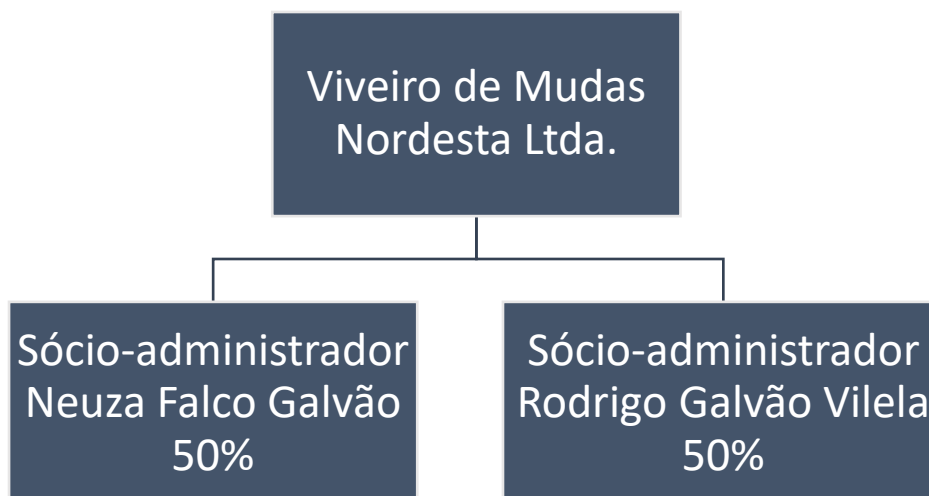 Viveiro de Mudas
Nordesta Ltda.
Sócio-administrador
Neuza Falco Galvão
50%
Sócio-administrador
Rodrigo Galvão Vilela
50%